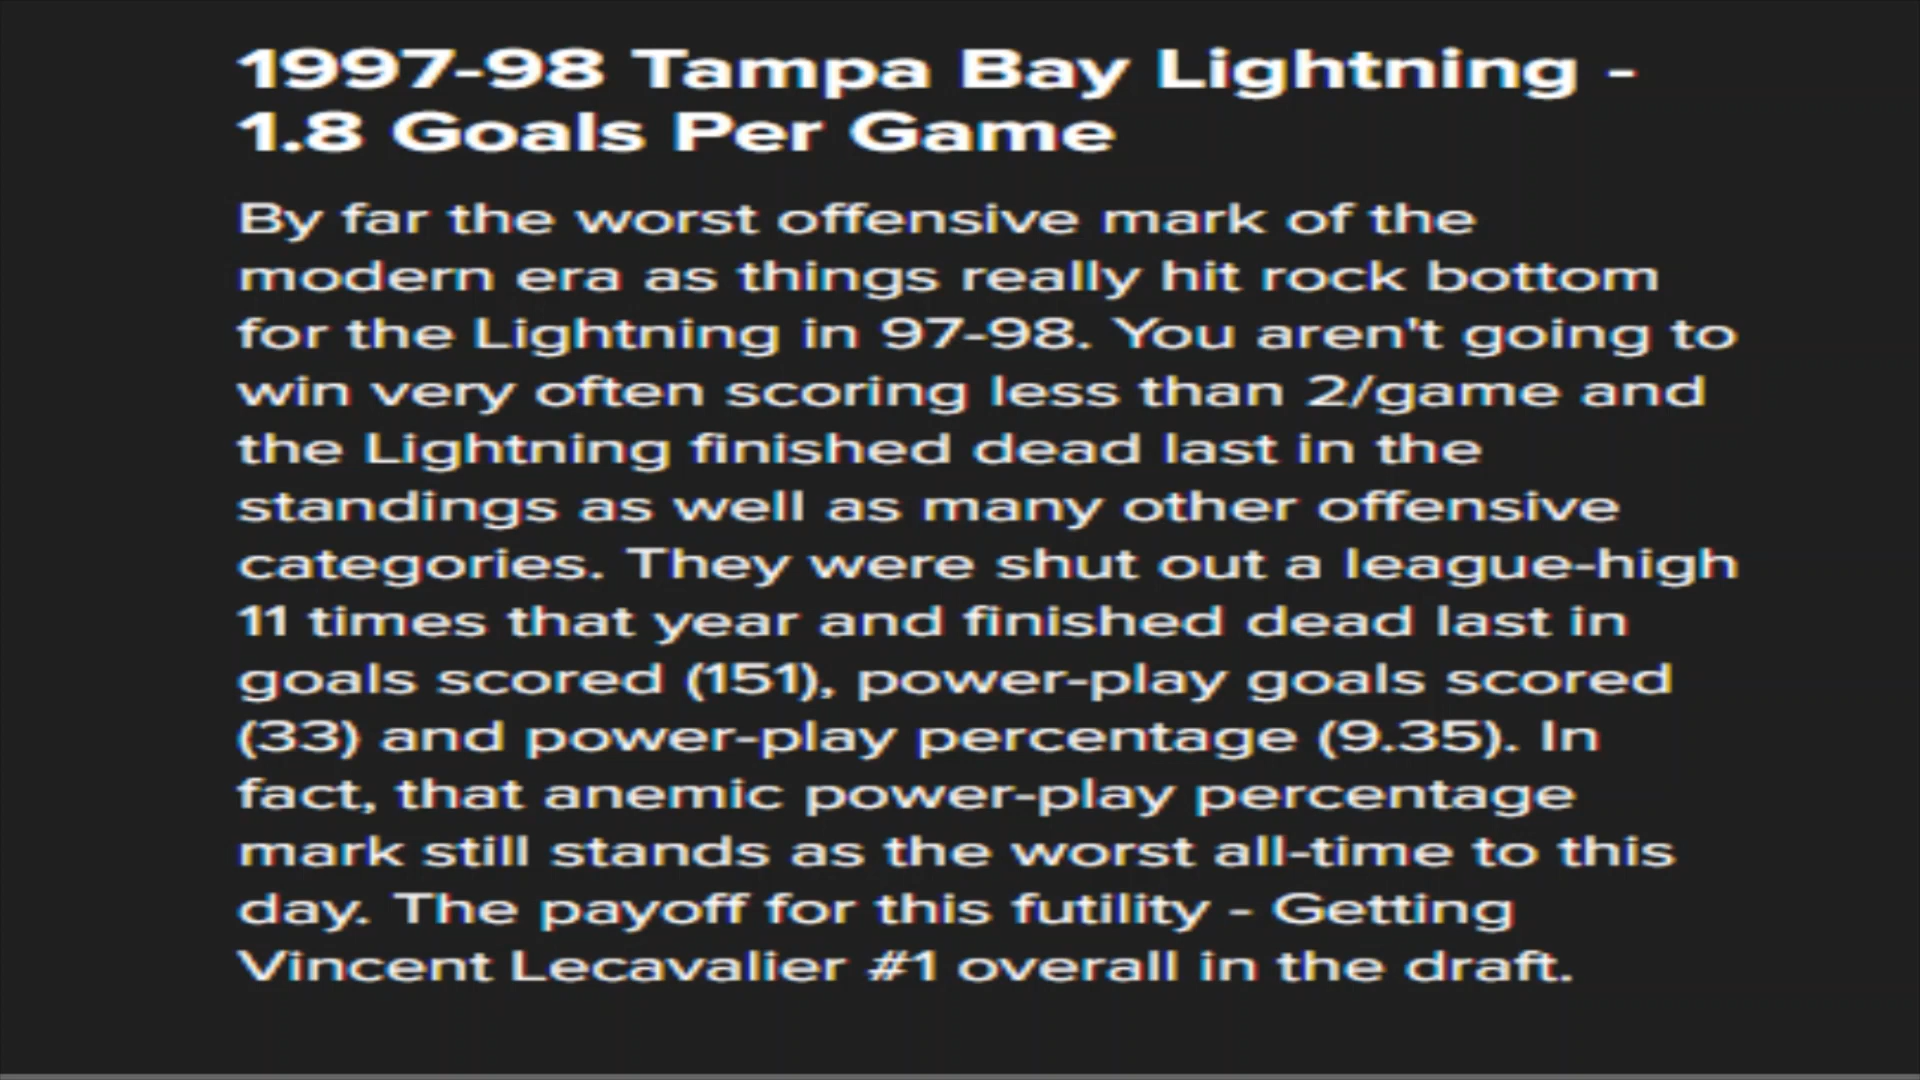 1997-98 Tampa Bay Lightning -
1.8 Goals Per Game
By far the worst offensive mark of the
modern era as things really hit rock bottom
for the Lightning in 97-98. You aren't going to
win very often scoring less than 2/game and
the Lightning finished dead last in the
standings as well as many other offensive
categories. They were shut out a league-high
11 times that year and finished dead last in
goals scored (151), power-play goals scored
(33) and power-play percentage (9.35). In
fact, that anemic power-play percentage
mark still stands as the worst all-time to this
day. The payoff for this futility - Getting
Vincent Lecavalier #1 overall in the draft.